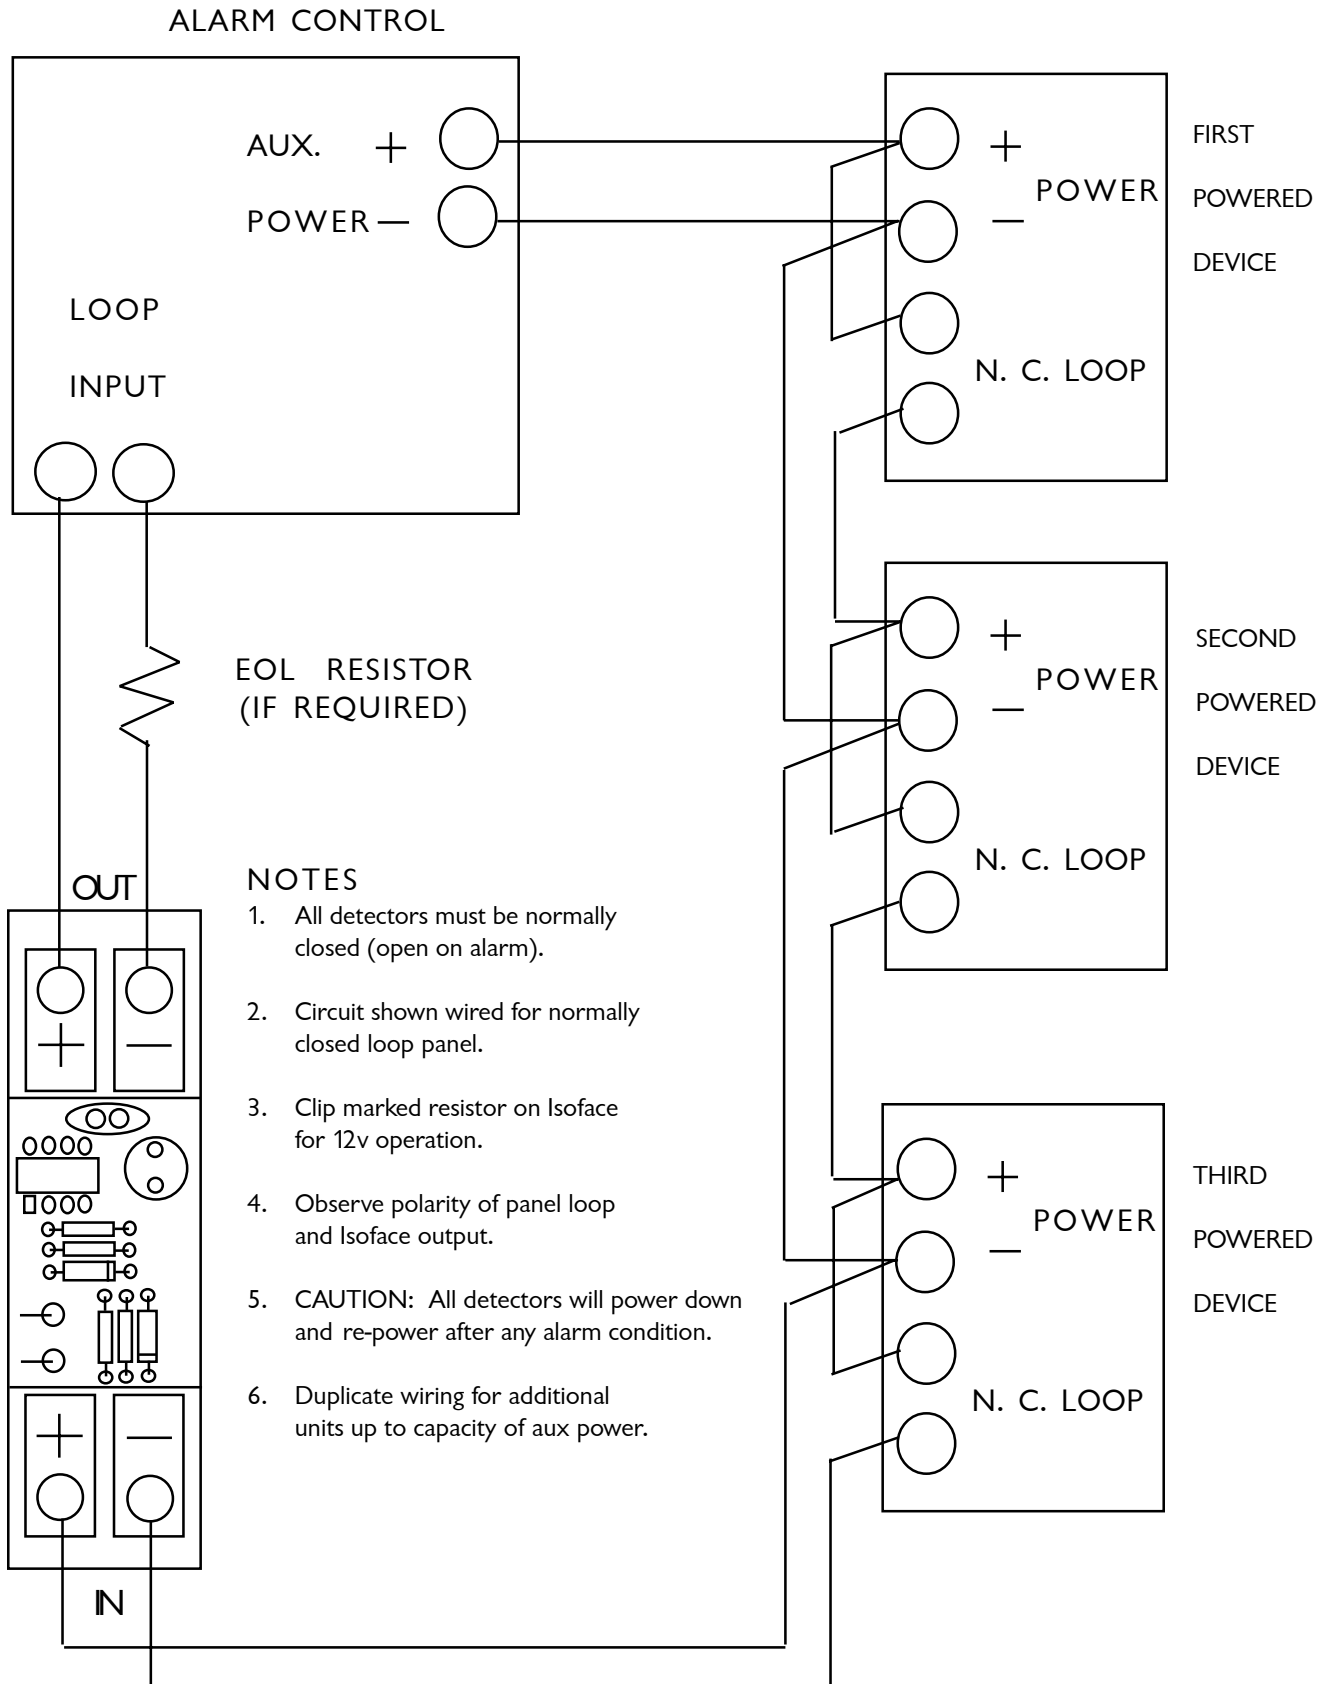 ALARM CONTROL
AUX. +
POWER —
LOOP
INPUT
+
POWER
—
N. C. LOOP
FIRST
POWERED
DEVICE
+
POWER
—
N. C. LOOP
SECOND
POWERED
DEVICE
EOL RESISTOR
(IF REQUIRED)
OUT
+ —
NOTES
1. All detectors must be normally
closed (open on alarm).
2. Circuit shown wired for normally
closed loop panel.
3. Clip marked resistor on Isoface
for 12v operation.
4. Observe polarity of panel loop
and Isoface output.
5. CAUTION: All detectors will power down
and re-power after any alarm condition.
6. Duplicate wiring for additional
units up to capacity of aux power.
+
POWER
—
N. C. LOOP
THIRD
POWERED
DEVICE
+ —
IN